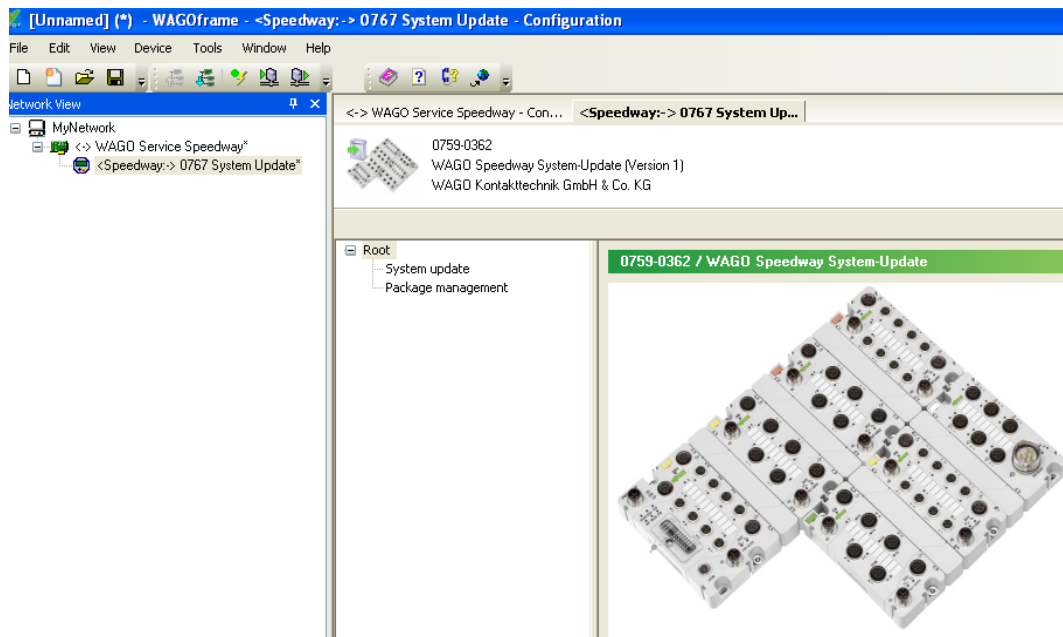 [Unnamed] (*) - WAGOframe - <Speedway:-> 0767 System Update - Configuration
File Edit View Device Tools Window Help
Network View
<-> WAGO Service Speedway - Con... <Speedway:-> 0767 System Up...
MyNetwork
<-> WAGO Service Speedway*
<Speedway:-> 0767 System Update*
0759-0362
WAGO Speedway System-Update (Version 1)
WAGO Kontakttechnik GmbH & Co. KG
Root
System update
Package management
0759-0362 / WAGO Speedway System-Update